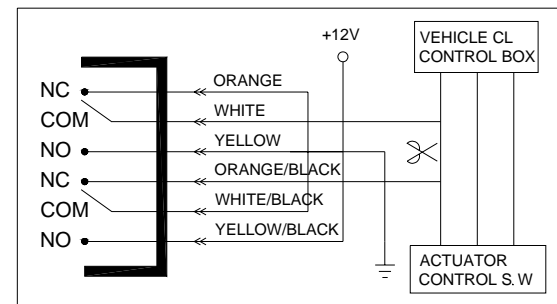 +12V
VEHICLE CL
CONTROL BOX
NC
ORANGE
COM
WHITE
NO
YELLOW
NC
ORANGE/BLACK
COM
WHITE/BLACK
NO
YELLOW/BLACK
ACTUATOR
CONTROL S.W